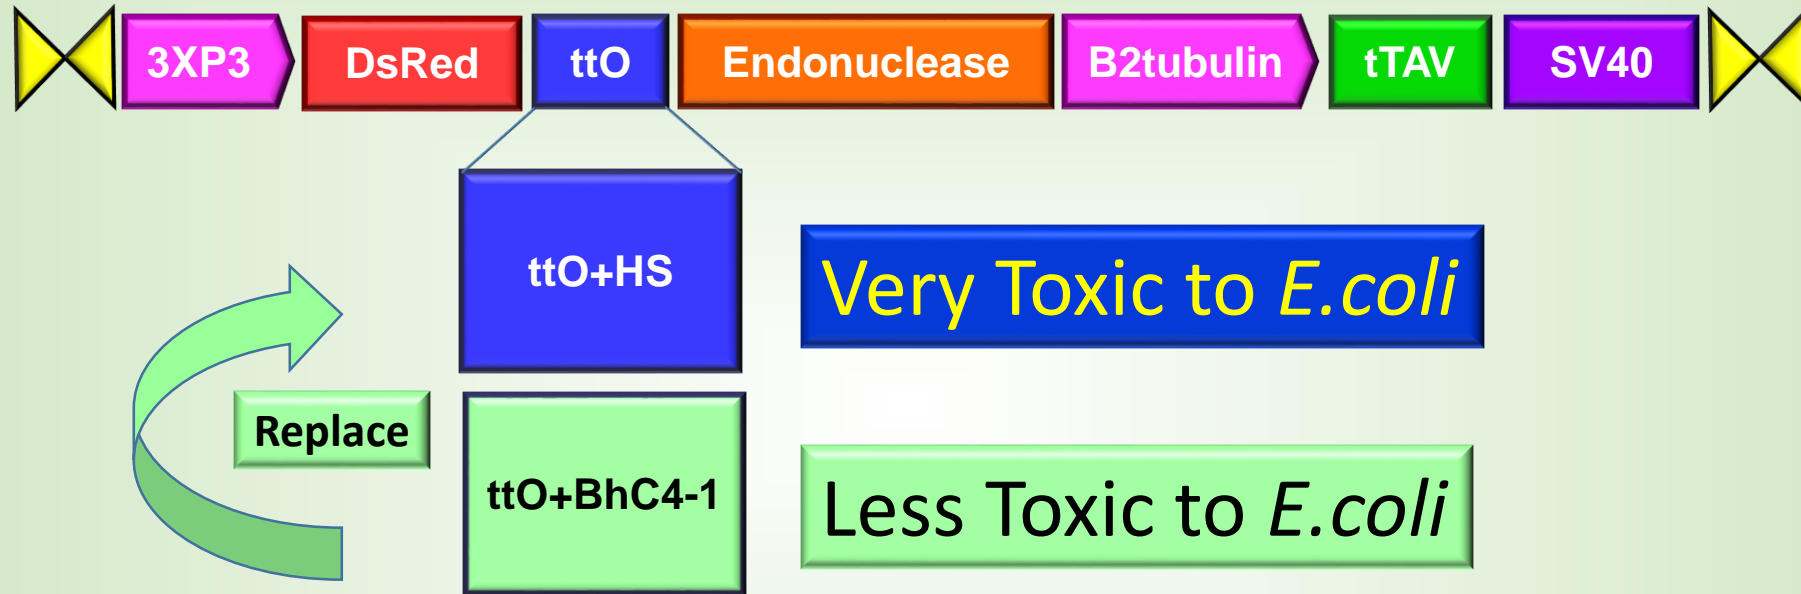 3XP3 DsRed ttO Endonuclease B2tubulin tTAV SV40
ttO+HS
Very Toxic to E.coli
Replace
ttO+BhC4-1
Less Toxic to E.coli